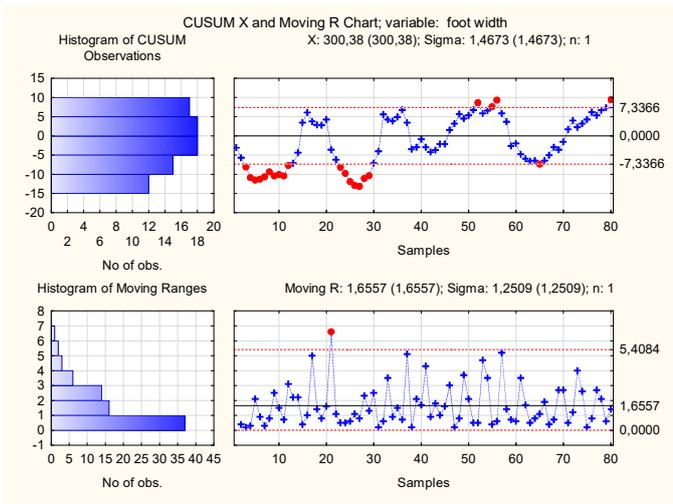 CUSUM X and Moving R Chart; variable: foot width
Histogram of CUSUM
Observations
X: 300,38 (300,38); Sigma: 1,4673 (1,4673); n: 1
15
10
5
0
-5
-10
-15
-20
0 2 4 6 8 10 12 14 16 18 20
No of obs.
7,3366
0,0000
-7,3366
10 20 30 40 50 60 70 80
Samples
Histogram of Moving Ranges
Moving R: 1,6557 (1,6557); Sigma: 1,2509 (1,2509); n: 1
8
7
6
5
4
3
2
1
0
-1
0 5 10 15 20 25 30 35 40 45
No of obs.
5,4084
1,6557
0,0000
10 20 30 40 50 60 70 80
Samples